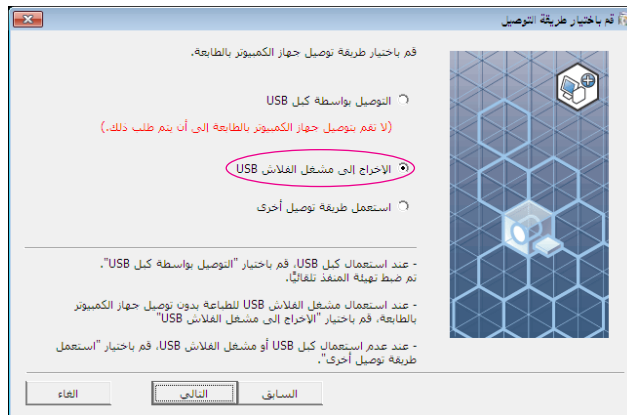 قم باختيار طريقة التوصيل
قم باختيار طريقة توصيل جهاز الكمبيوتر بالطابعة.
التوصيل بواسطة كبل USB
(لا تقم بتوصيل جهاز الكمبيوتر بالطابعة إلى أن يتم طلب ذلك.)
الإخراج إلى مشغل الفلاش USB
استعمل طريقة توصيل أخرى
- عند استعمال كبل USB، قم باختيار "التوصيل بواسطة كبل USB".
تم ضبط تهيئة المنفذ تلقائيًا.
- عند استعمال مشغل الفلاش USB للطباعة بدون توصيل جهاز الكمبيوتر
بالطابعة، قم باختيار "الإخراج إلى مشغل الفلاش USB"
- عند عدم استعمال كبل USB أو مشغل الفلاش USB، قم باختيار "استعمل
طريقة توصيل أخرى".
السابق
التالي
الغاء